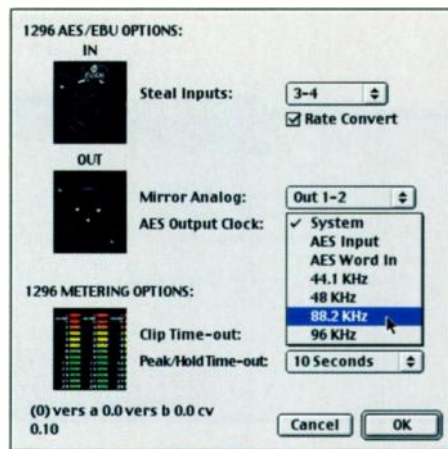 1296 AES/EBU OPTIONS:
IN
Steal Inputs:
3-4
Rate Convert
OUT
Mirror Analog:
Out 1-2
AES Output Clock:
✓ System
AES Input
AES Word In
44.1 KHz
48 KHz
88.2 KHz
96 KHz
1296 METERING OPTIONS:
Clip Time-out:
Peak/Hold Time-out:
10 Seconds
(0) vers a 0.0 vers b 0.0 cv
0.10
Cancel
OK